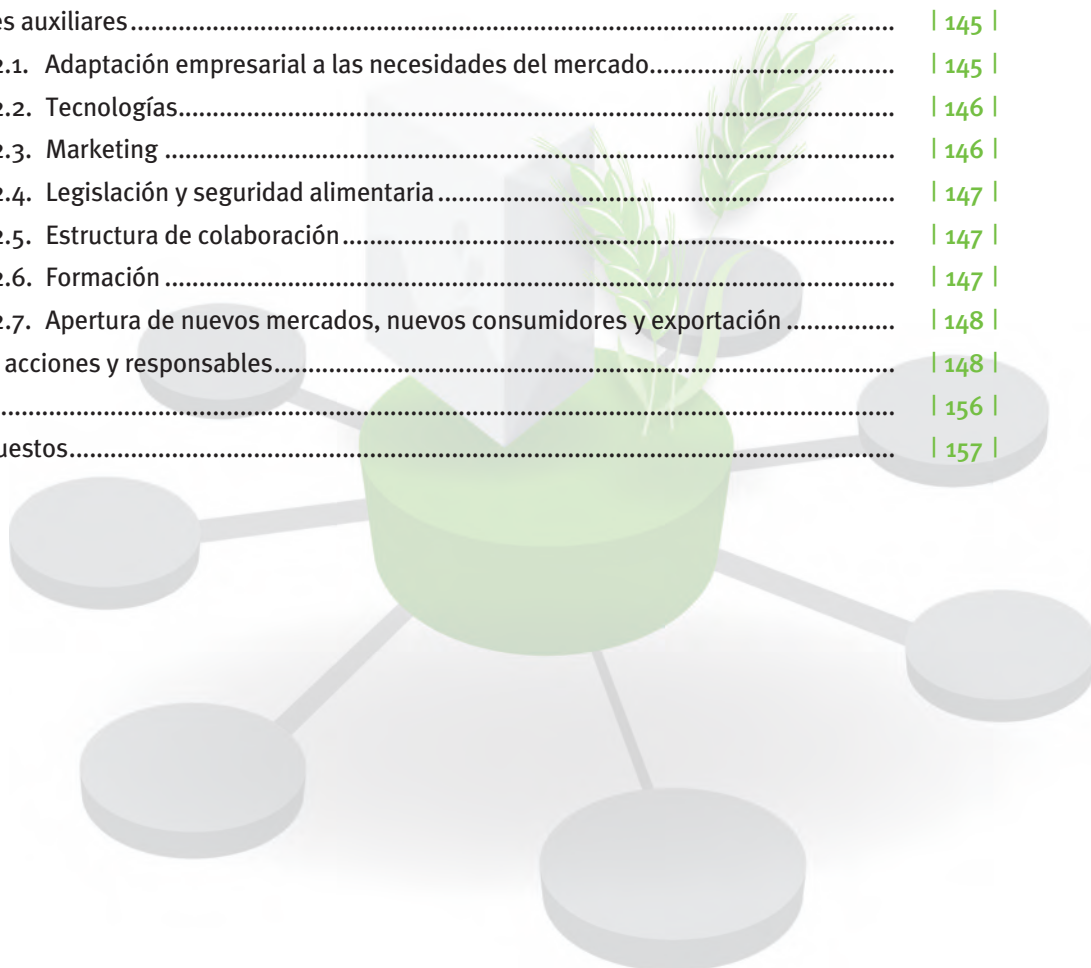 es auxiliares ..... | 145 |
2.1. Adaptación empresarial a las necesidades del mercado ..... | 145 |
2.2. Tecnologías ..... | 146 |
2.3. Marketing ..... | 146 |
2.4. Legislación y seguridad alimentaria ..... | 147 |
2.5. Estructura de colaboración ..... | 147 |
2.6. Formación ..... | 147 |
2.7. Apertura de nuevos mercados, nuevos consumidores y exportación ..... | 148 |
acciones y responsables ..... | 148 |
..... | 156 |
uestos ..... | 157 |